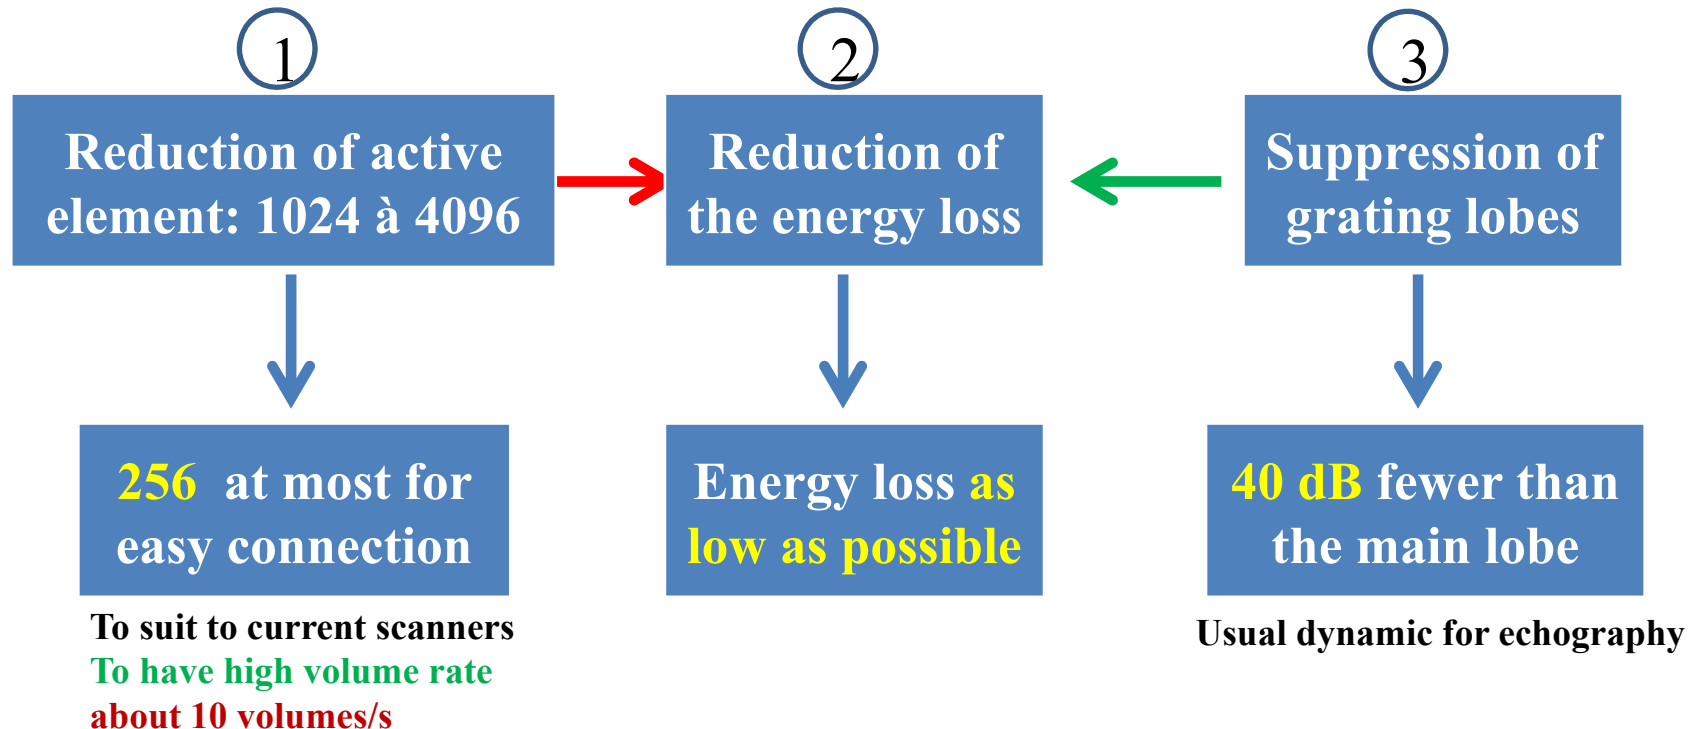 1
Reduction of active
element: 1024 à 4096
2
Reduction of
the energy loss
3
Suppression of
grating lobes
256 at most for
easy connection
To suit to current scanners
To have high volume rate
about 10 volumes/s
Energy loss as
low as possible
40 dB fewer than
the main lobe
Usual dynamic for echography